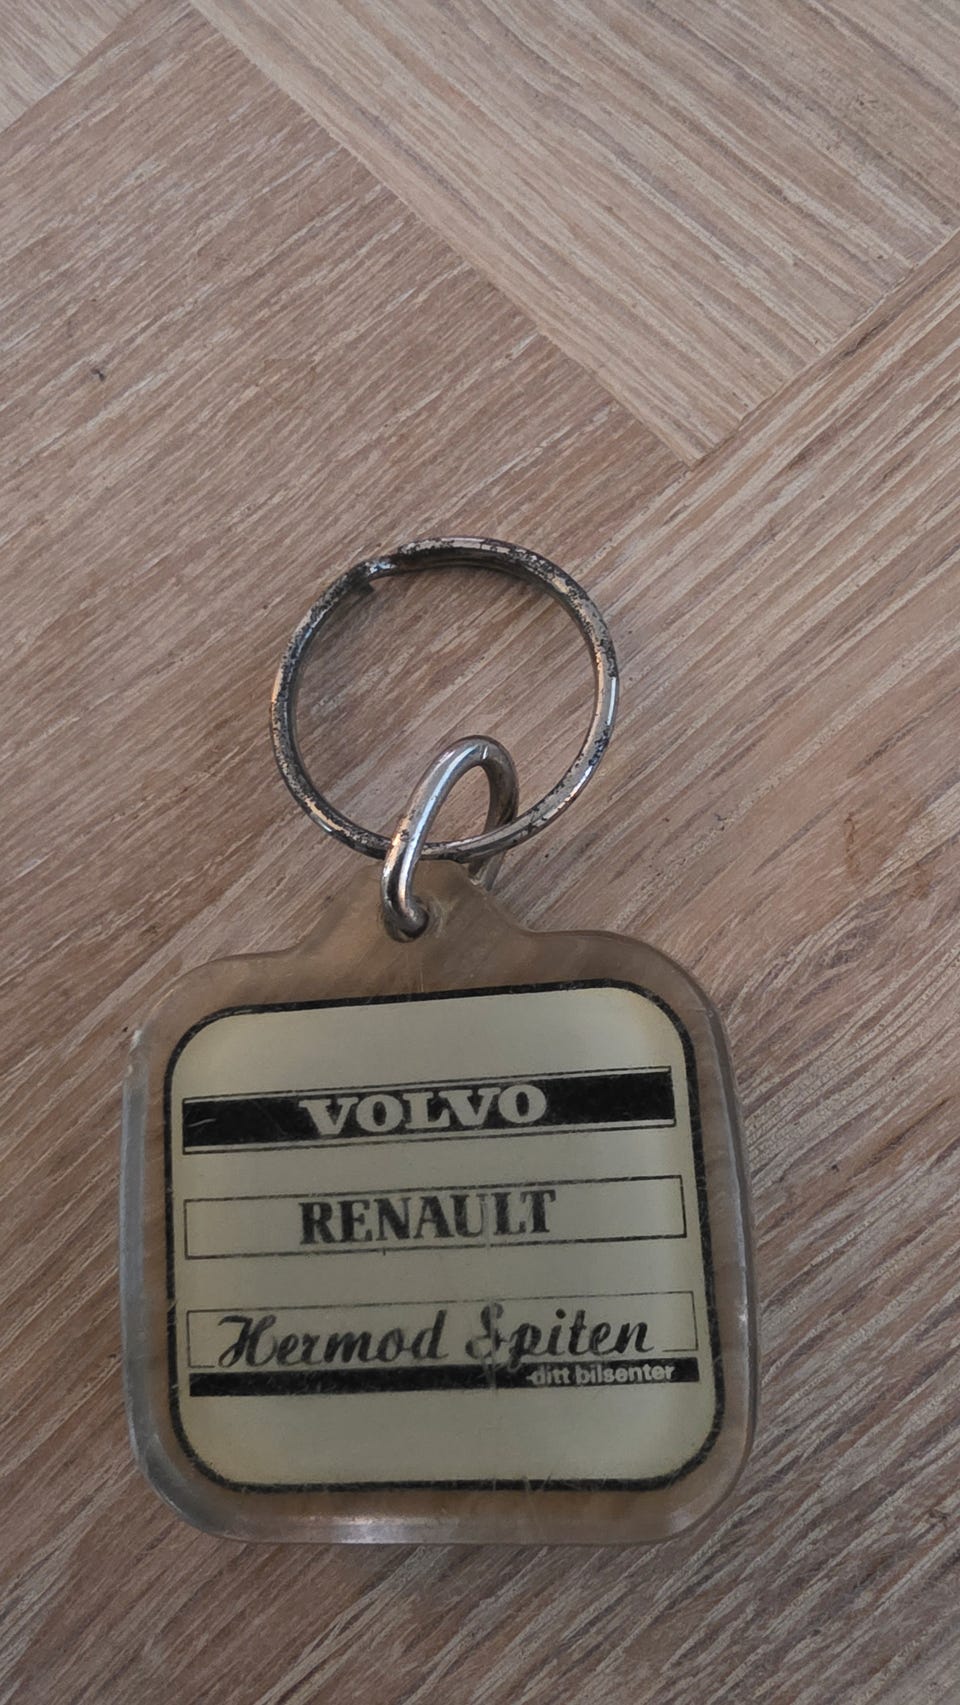 VOLVO
RENAULT
Hermod Spiten
-ditt bilsenter